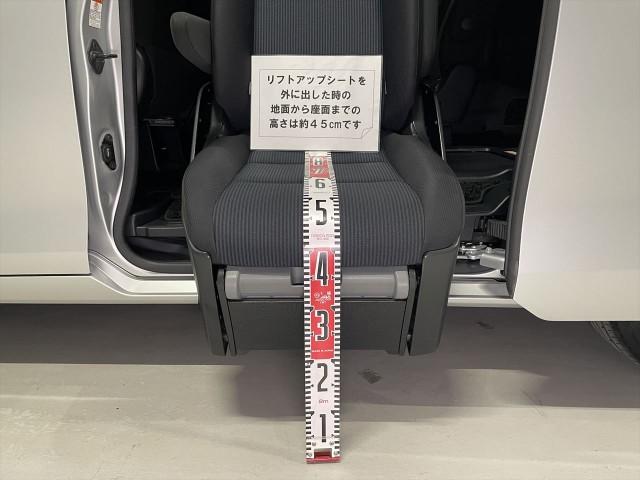 リフトアップシートを
外に出した時の
地面から座面までの
高さは約45cmです
6
5
4
3
2
1